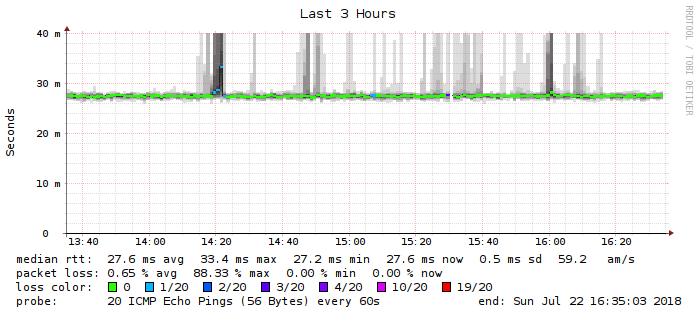 Last 3 Hours
RRDTOOL / TOBI OETIKER
Seconds
40 m
30 m
20 m
10 m
0
13:40 14:00 14:20 14:40 15:00 15:20 15:40 16:00 16:20
median rtt: 27.6 ms avg 33.4 ms max 27.2 ms min 27.6 ms now 0.5 ms sd 59.2 am/s
packet loss: 0.65 % avg 88.33 % max 0.00 % min 0.00 % now
loss color: 0 1/20 2/20 3/20 4/20 10/20 19/20
probe: 20 ICMP Echo Pings (56 Bytes) every 60s end: Sun Jul 22 16:35:03 2018